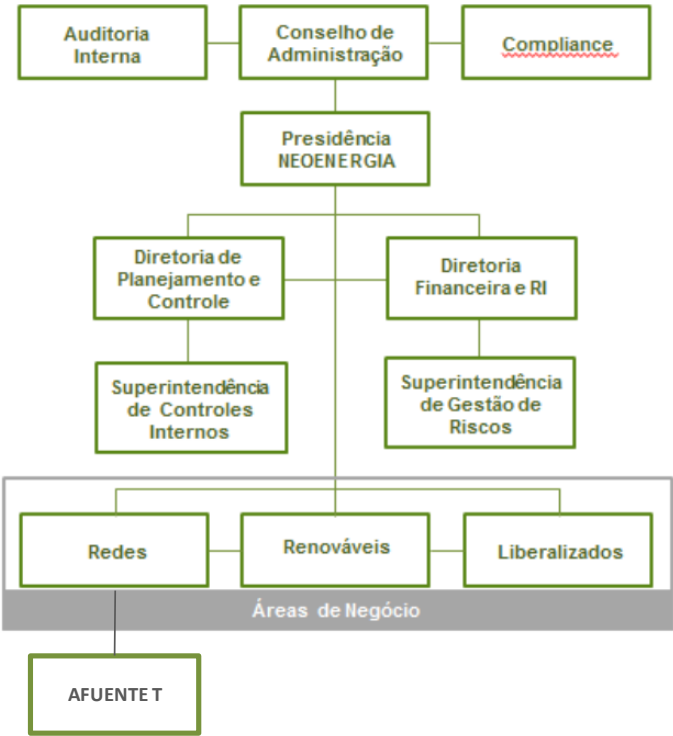 Auditoria
Interna
Conselho de
Administração
Compliance
Presidência
NEOENERGIA
Diretoria de
Planejamento e
Controle
Diretoria
Financeira e RI
Superintendência
de Controles
Internos
Superintendência
de Gestão de
Riscos
Redes
Renováveis
Liberalizados
Áreas de Negócio
AFUENTE T